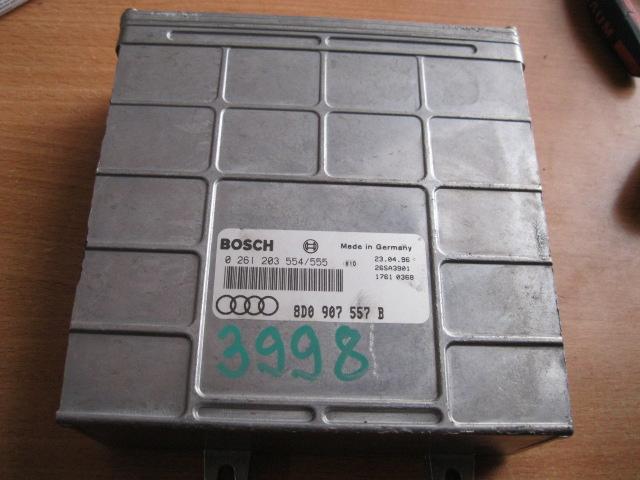 BOSCH Made in Germany
0 261 203 554/555 #10 23.04.96
26SA3901
1761 0368
8D0 907 557 B
3998